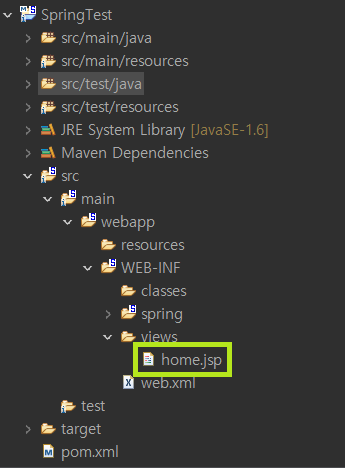 SpringTest
src/main/java
src/main/resources
src/test/java
src/test/resources
JRE System Library [JavaSE-1.6]
Maven Dependencies
src
main
webapp
resources
WEB-INF
classes
spring
views
home.jsp
web.xml
test
target
pom.xml